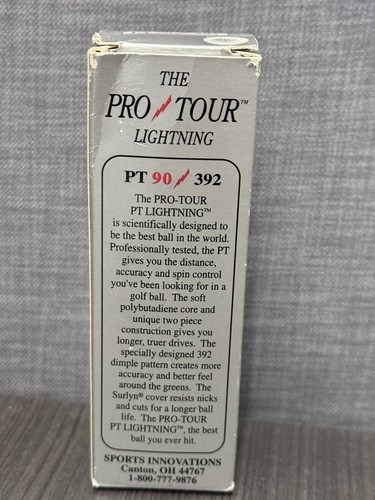 THE
PRO TOUR™
LIGHTNING
PT 90 392
The PRO-TOUR
PT LIGHTNING™
is scientifically designed to
be the best ball in the world.
Professionally tested, the PT
gives you the distance,
accuracy and spin control
you've been looking for in a
golf ball. The soft
polybutadiene core and
unique two piece
construction gives you
longer, truer drives. The
specially designed 392
dimple pattern creates more
accuracy and better feel
around the greens. The
Surlyn® cover resists nicks
and cuts for a longer ball
life. The PRO-TOUR
PT LIGHTNING™, the best
ball you ever hit.
SPORTS INNOVATIONS
Canton, OH 44767
1-800-777-9876